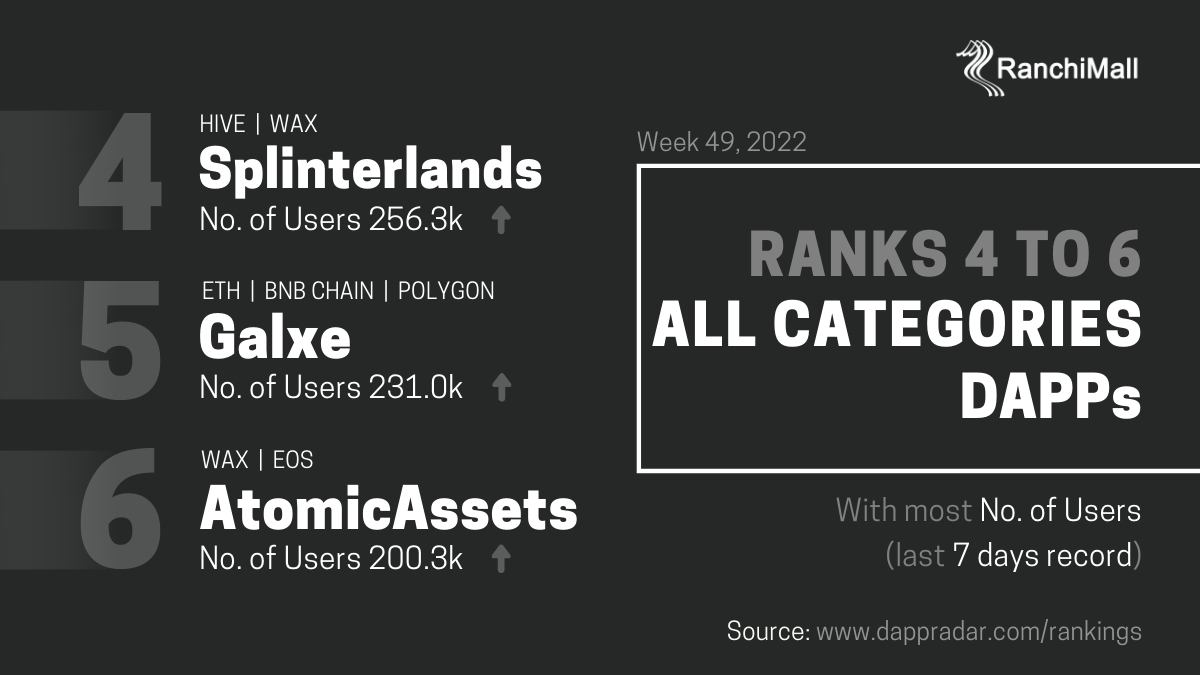 RanchiMall
4
HIVE | WAX
Splinterlands
No. of Users 256.3k
5
ETH | BNB CHAIN | POLYGON
Galxe
No. of Users 231.0k
6
WAX | EOS
AtomicAssets
No. of Users 200.3k
Week 49, 2022
RANKS 4 TO 6
ALL CATEGORIES
DAPPs
With most No. of Users
(last 7 days record)
Source: www.dappradar.com/rankings